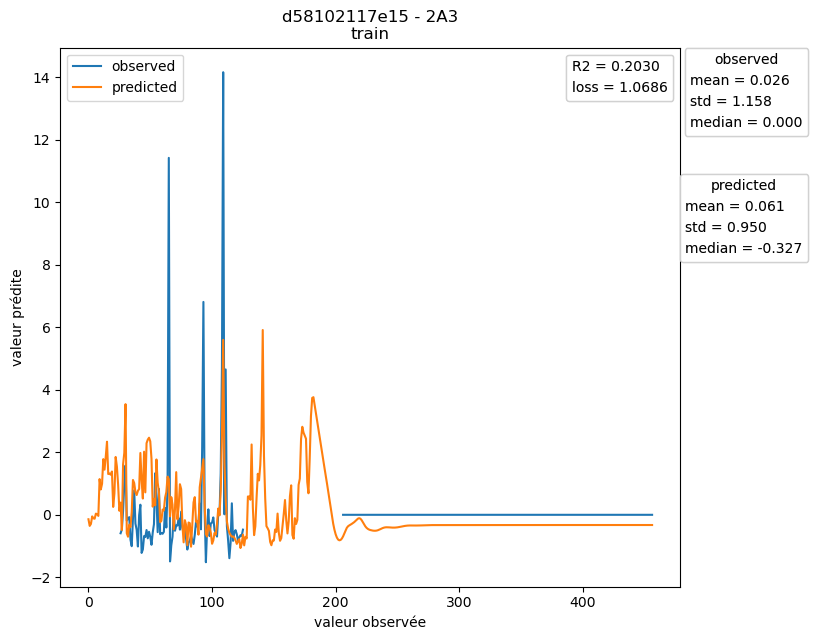 d58102117e15 - 2A3
train
observed
predicted
R2 = 0.2030
loss = 1.0686
observed
mean = 0.026
std = 1.158
median = 0.000
predicted
mean = 0.061
std = 0.950
median = -0.327
14
12
10
8
6
4
2
0
−2
valeur prédite
0
100
200
300
400
valeur observée